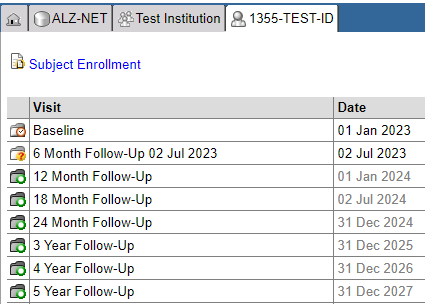 ALZ-NET Test Institution 1355-TEST-ID
Subject Enrollment
Visit Date
Baseline 01 Jan 2023
6 Month Follow-Up 02 Jul 2023 02 Jul 2023
12 Month Follow-Up 01 Jan 2024
18 Month Follow-Up 02 Jul 2024
24 Month Follow-Up 31 Dec 2024
3 Year Follow-Up 31 Dec 2025
4 Year Follow-Up 31 Dec 2026
5 Year Follow-Up 31 Dec 2027